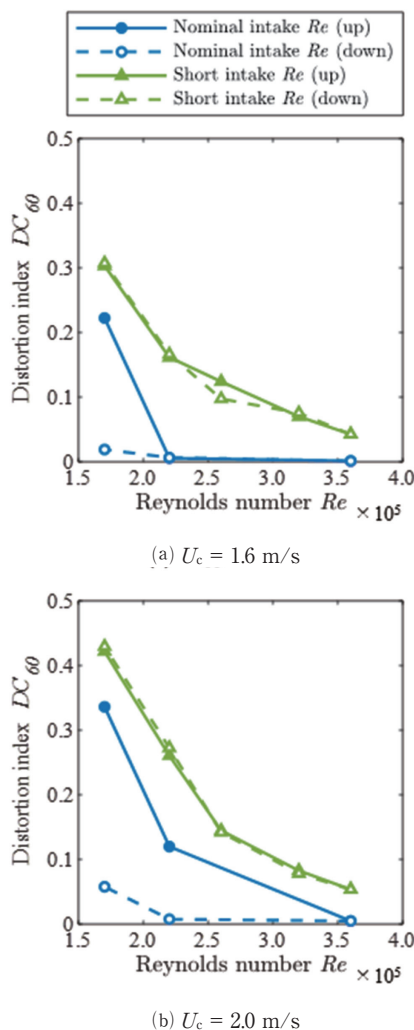 Nominal intake Re (up)
Nominal intake Re (down)
Short intake Re (up)
Short intake Re (down)
0.5
0.4
0.3
0.2
0.1
0
Distortion index DC60
1.5 2.0 2.5 3.0 3.5 4.0
Reynolds number Re × 10⁵
(a) Uc = 1.6 m/s
0.5
0.4
0.3
0.2
0.1
0
Distortion index DC60
1.5 2.0 2.5 3.0 3.5 4.0
Reynolds number Re × 10⁵
(b) Uc = 2.0 m/s